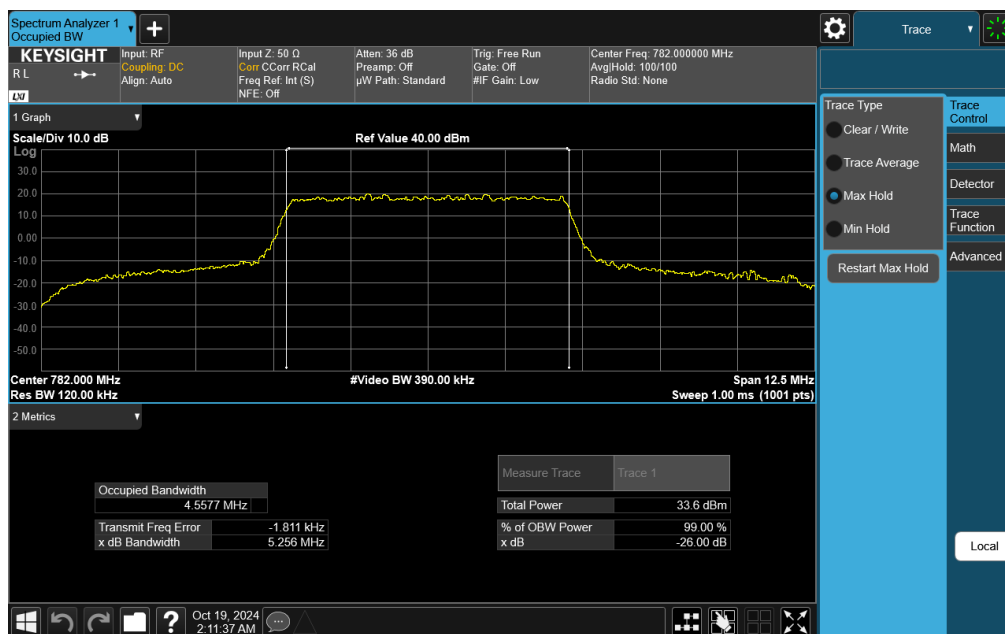 Spectrum Analyzer 1
Occupied BW
Trace
KEYSIGHT
R L
LXI
Input: RF
Coupling: DC
Align: Auto
Input Z: 50 Ω
Corr CCorr RCal
Freq Ref: Int (S)
NFE: Off
Atten: 36 dB
Preamp: Off
µW Path: Standard
Trig: Free Run
Gate: Off
#IF Gain: Low
Center Freq: 782.000000 MHz
Avg|Hold: 100/100
Radio Std: None
1 Graph
Scale/Div 10.0 dB
Ref Value 40.00 dBm
Log
30.0
20.0
10.0
0.00
-10.0
-20.0
-30.0
-40.0
-50.0
Center 782.000 MHz
#Video BW 390.00 kHz
Span 12.5 MHz
Res BW 120.00 kHz
Sweep 1.00 ms (1001 pts)
2 Metrics
Measure Trace
Trace 1
Occupied Bandwidth
4.5577 MHz
Total Power
33.6 dBm
Transmit Freq Error
-1.811 kHz
% of OBW Power
99.00 %
x dB Bandwidth
5.256 MHz
x dB
-26.00 dB
Trace Type
Clear / Write
Trace Average
Max Hold
Min Hold
Restart Max Hold
Trace
Control
Math
Detector
Trace
Function
Advanced
Local
?
Oct 19, 2024
2:11:37 AM